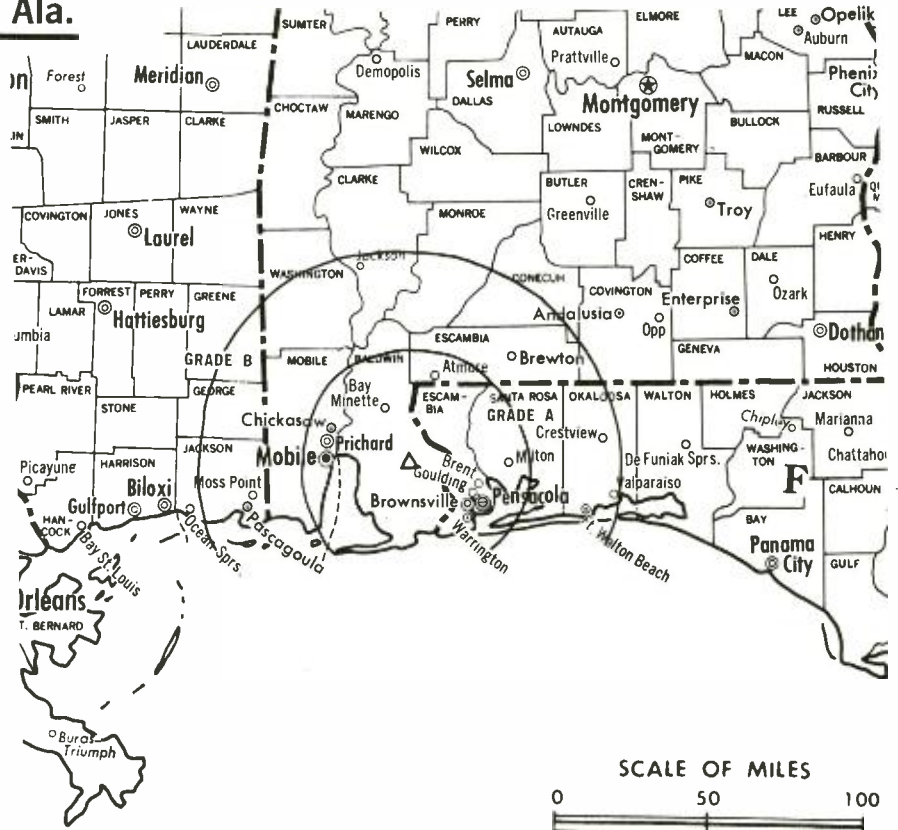 Ala.
SUMTER
PERRY
ELMORE
LEE
Opelik
AUTAUGA
Auburn
LAUDERDALE
Prattville
MACON
Demopolis
Forest
Meridian
Selma
Phenix
City
on
CHOCTAW
DALLAS
Montgomery
RUSSELL
SMITH
JASPER
CLARKE
MARENGO
LOWNDES
BULLOCK
MONT-
GOMERY
WILCOX
BARBOUR
CLARKE
BUTLER
CREN-
SHAW
PIKE
Eufaula
COVINGTON
JONES
WAYNE
MONROE
Greenville
Troy
Laurel
HENRY
DAVIS
Jackson
COFFEE
DALE
WASHINGTON
CONECUH
FORREST
PERRY
GREENE
COVINGTON
Enterprise
Ozark
LAMAR
Hattiesburg
Andalusia
Opp
umbia
ESCAMBIA
Dothan
GRADE B
MOBILE
BALDWIN
Brewton
GENEVA
HOUSTON
Atmore
PEARL RIVER
GEORGE
Bay
Minette
ESCAM-
BIA
SANTA ROSA
OKALOOSA
WALTON
HOLMES
JACKSON
STONE
GRADE A
Chickasaw
Chipley
Marianna
Crestview
Prichard
JACKSON
WASHING-
TON
Mobile
Milton
De Funiak Sprs.
Chattahoo
HARRISON
Picayune
Brent
Goulding
F
Moss Point
Valparaiso
CALHOUN
Biloxi
Gulfport
Brownsville
Pensacola
HAN-
COCK
Ocean Sprs.
Pascagoula
Warrington
Ft. Walton Beach
BAY
Bay St. Louis
Panama
City
GULF
Orleans
T. BERNARD
Buras
Triumph
SCALE OF MILES
0 50 100